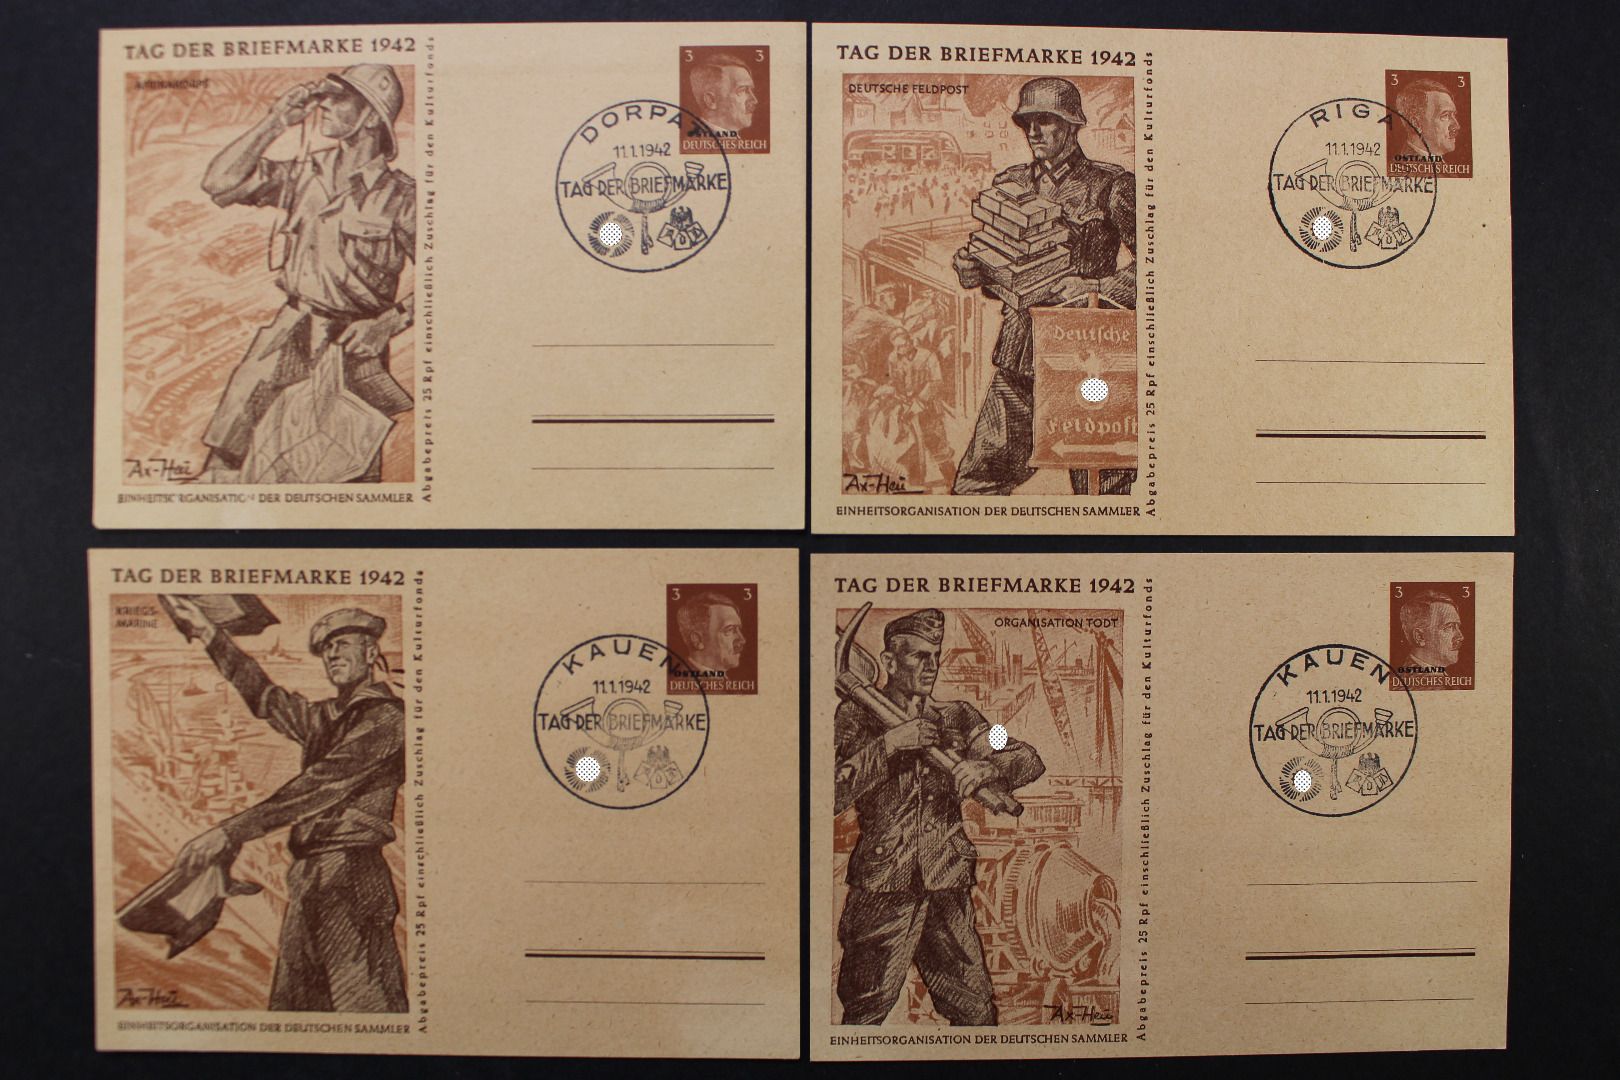 TAG DER BRIEFMARKE 1942
AFRIKAKORPS
Ax-Heu
EINHEITSORGANISATION DER DEUTSCHEN SAMMLER
Abgabepreis 25 Rpf einschließlich Zuschlag für den Kulturfonds
3 3
OSTLAND
DEUTSCHES REICH
DORPAT
11.1.1942
TAG DER BRIEFMARKE
TAG DER BRIEFMARKE 1942
DEUTSCHE FELDPOST
Deutsche
Feldpost
Ax-Heu
EINHEITSORGANISATION DER DEUTSCHEN SAMMLER
Abgabepreis 25 Rpf einschließlich Zuschlag für den Kulturfonds
3 3
OSTLAND
DEUTSCHES REICH
RIGA
11.1.1942
TAG DER BRIEFMARKE
TAG DER BRIEFMARKE 1942
KRIEGS-
MARINE
Ax-Heu
EINHEITSORGANISATION DER DEUTSCHEN SAMMLER
Abgabepreis 25 Rpf einschließlich Zuschlag für den Kulturfonds
3 3
OSTLAND
DEUTSCHES REICH
KAUEN
11.1.1942
TAG DER BRIEFMARKE
TAG DER BRIEFMARKE 1942
ORGANISATION TODT
Ax-Heu
EINHEITSORGANISATION DER DEUTSCHEN SAMMLER
Abgabepreis 25 Rpf einschließlich Zuschlag für den Kulturfonds
3 3
OSTLAND
DEUTSCHES REICH
KAUEN
11.1.1942
TAG DER BRIEFMARKE